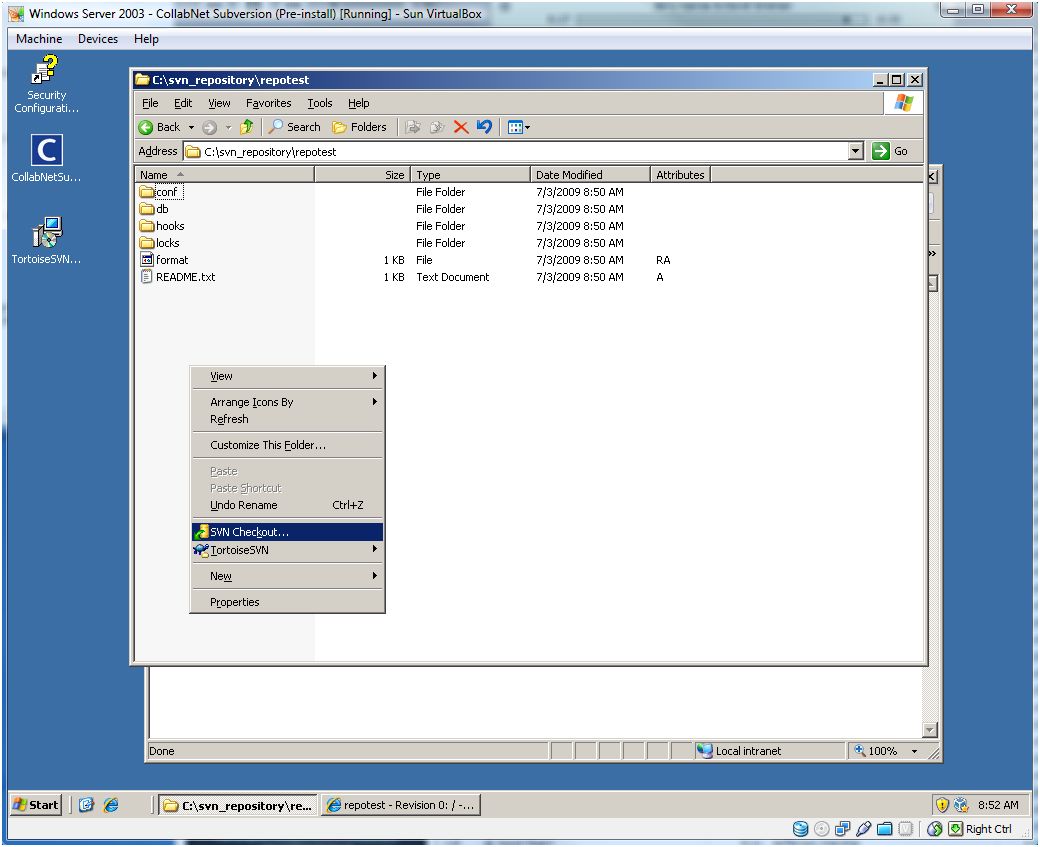 Windows Server 2003 - CollabNet Subversion (Pre-install) [Running] - Sun VirtualBox
Machine Devices Help
Security
Configurati...
CollabNetSu...
TortoiseSVN...
C:\svn_repository\repotest
File Edit View Favorites Tools Help
Back Search Folders
Address C:\svn_repository\repotest Go
Name Size Type Date Modified Attributes
conf File Folder 7/3/2009 8:50 AM
db File Folder 7/3/2009 8:50 AM
hooks File Folder 7/3/2009 8:50 AM
locks File Folder 7/3/2009 8:50 AM
format 1 KB File 7/3/2009 8:50 AM RA
README.txt 1 KB Text Document 7/3/2009 8:50 AM A
View
Arrange Icons By
Refresh
Customize This Folder...
Paste
Paste Shortcut
Undo Rename Ctrl+Z
SVN Checkout...
TortoiseSVN
New
Properties
Done Local intranet 100%
Start C:\svn_repository\re... repotest - Revision 0: / -... 8:52 AM
Right Ctrl